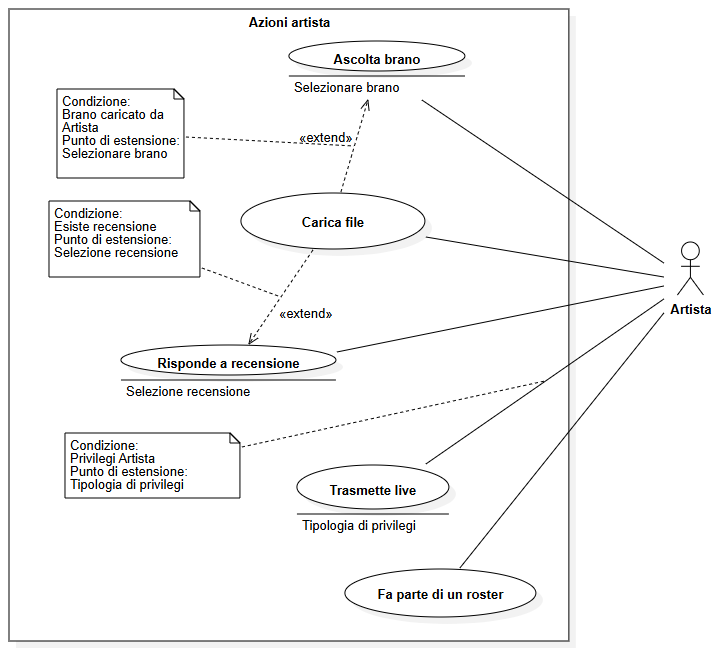 Azioni artista
Ascolta brano
Selezionare brano
Condizione:
Brano caricato da
Artista
Punto di estensione:
Selezionare brano
«extend»
Carica file
Condizione:
Esiste recensione
Punto di estensione:
Selezione recensione
«extend»
Artista
Risponde a recensione
Selezione recensione
Condizione:
Privilegi Artista
Punto di estensione:
Tipologia di privilegi
Trasmette live
Tipologia di privilegi
Fa parte di un roster